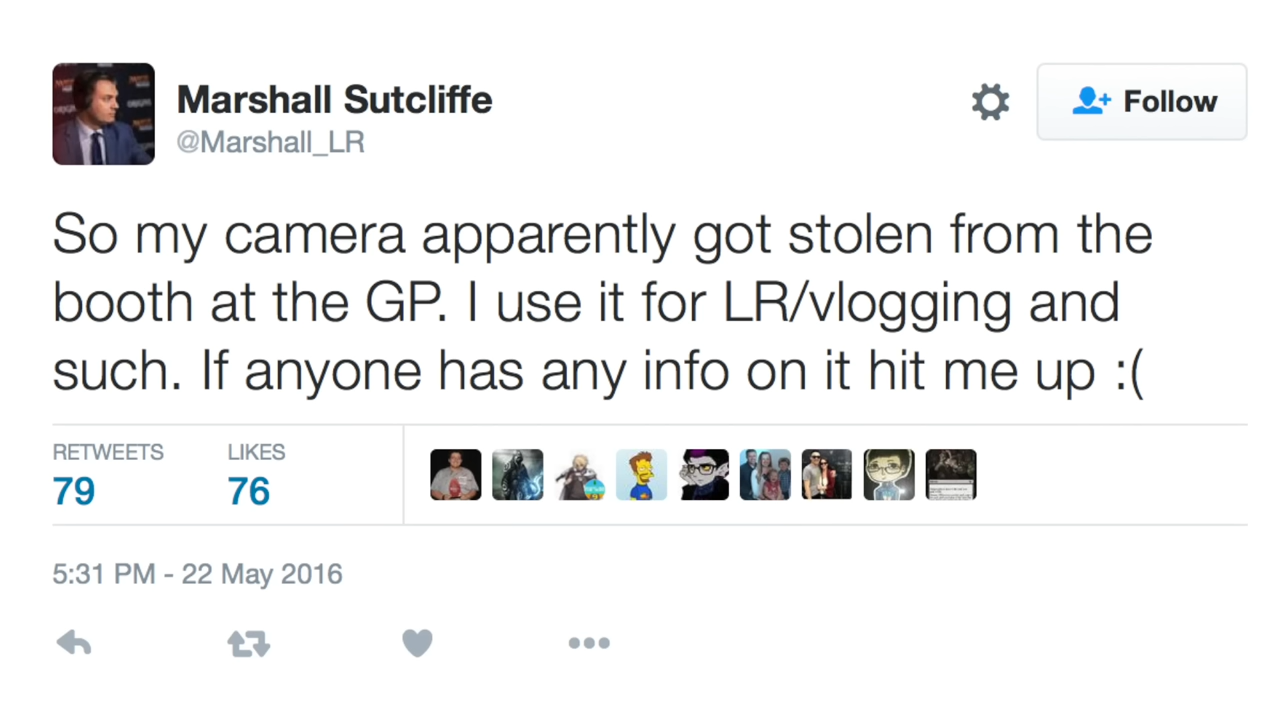 Marshall Sutcliffe
@Marshall_LR
Follow
So my camera apparently got stolen from the
booth at the GP. I use it for LR/vlogging and
such. If anyone has any info on it hit me up :(
RETWEETS
79
LIKES
76
5:31 PM - 22 May 2016